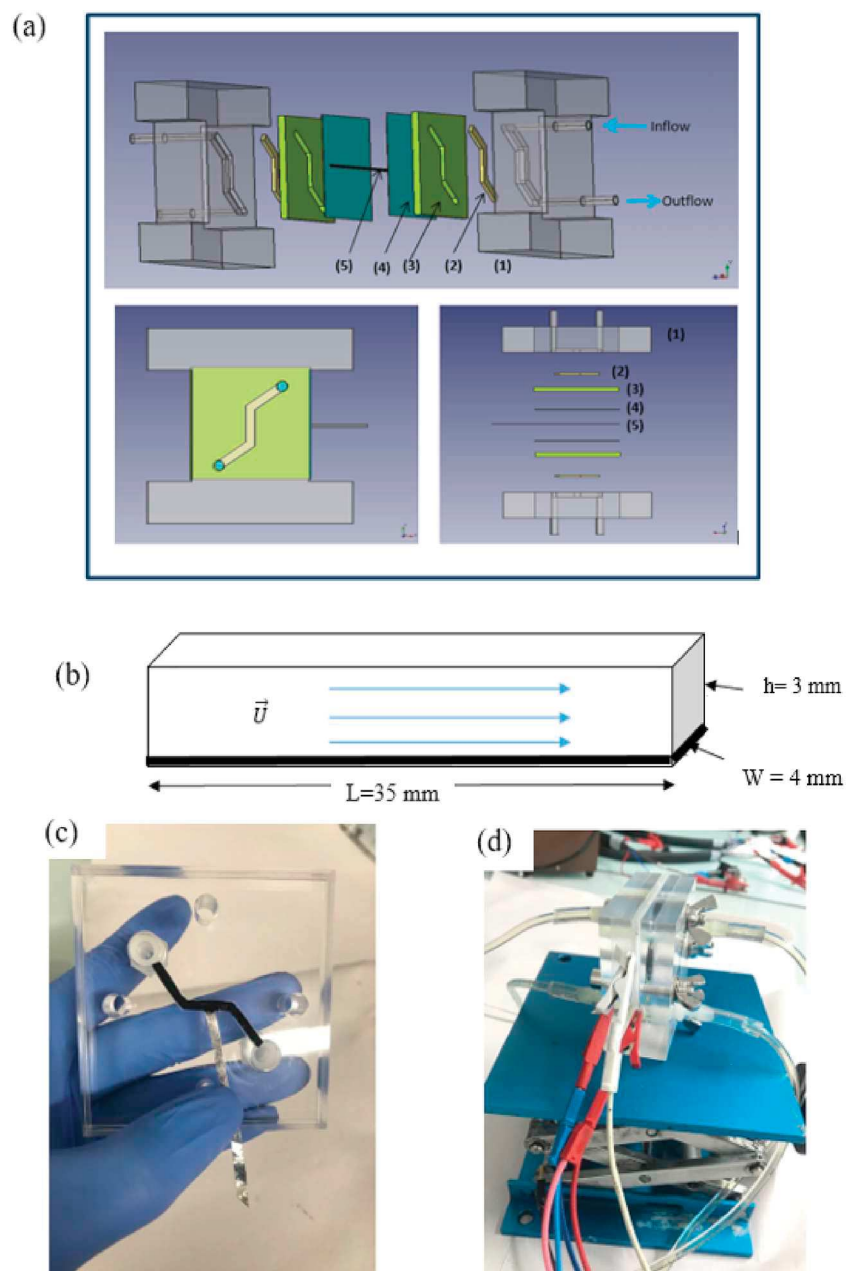 (a)
Inflow
Outflow
(5)
(4)
(3)
(2)
(1)
(1)
(2)
(3)
(4)
(5)
(b)
U⃗
h= 3 mm
W = 4 mm
L=35 mm
(c)
(d)